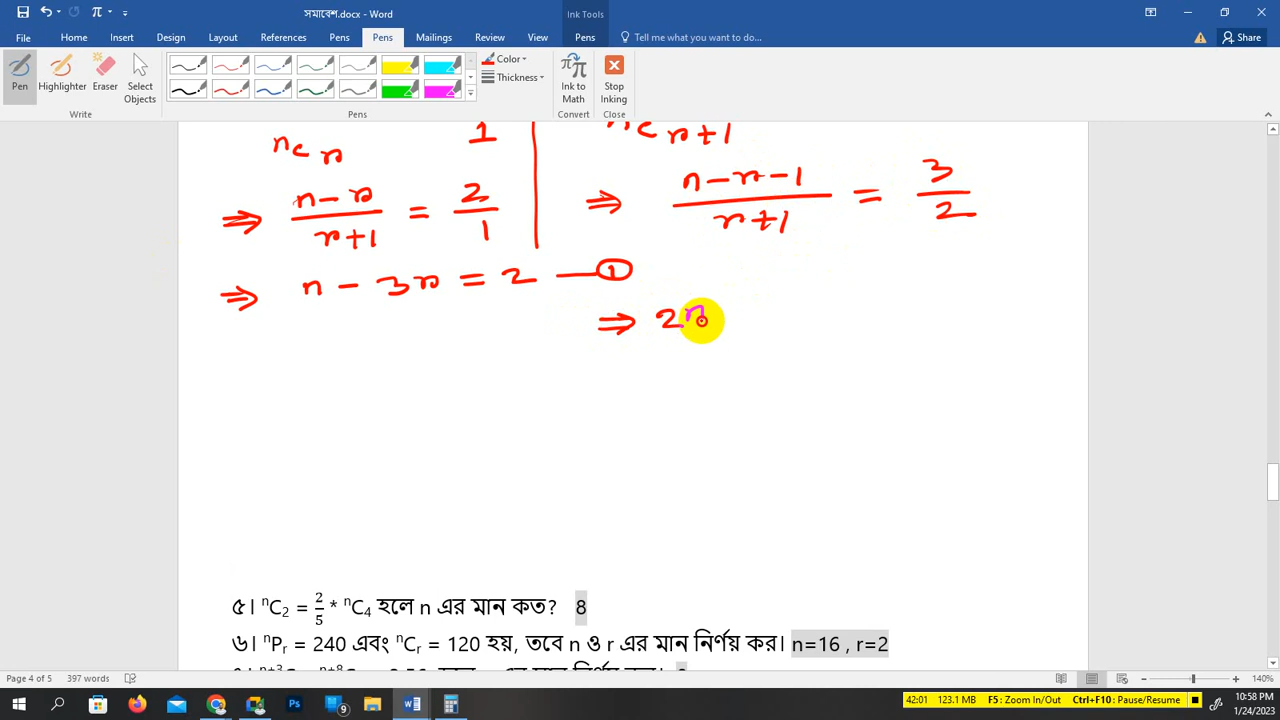 সমাবেশ.docx - Word
Ink Tools
File Home Insert Design Layout References Pens Mailings Review View Help Pens Tell me what you want to do... Share
Pen Highlighter Eraser Select Objects
Color
Thickness
Ink to Math
Stop Inking
Write Pens Convert Close
ⁿC r 1
ⁿC r+1
⇒ n-r / r+1 = 2/1
⇒ n-r-1 / r+1 = 3/2
⇒ n - 3r = 2 — ①
⇒ 2n
৫। ⁿC₂ = 2/5 * ⁿC₄ হলে n এর মান কত? 8
৬। ⁿPᵣ = 240 এবং ⁿCᵣ = 120 হয়, তবে n ও r এর মান নির্ণয় কর। n=16 , r=2
Page 4 of 5 397 words
140%
42:01 123.1 MB F5: Zoom In/Out Ctrl+F10: Pause/Resume
10:58 PM
1/24/2023